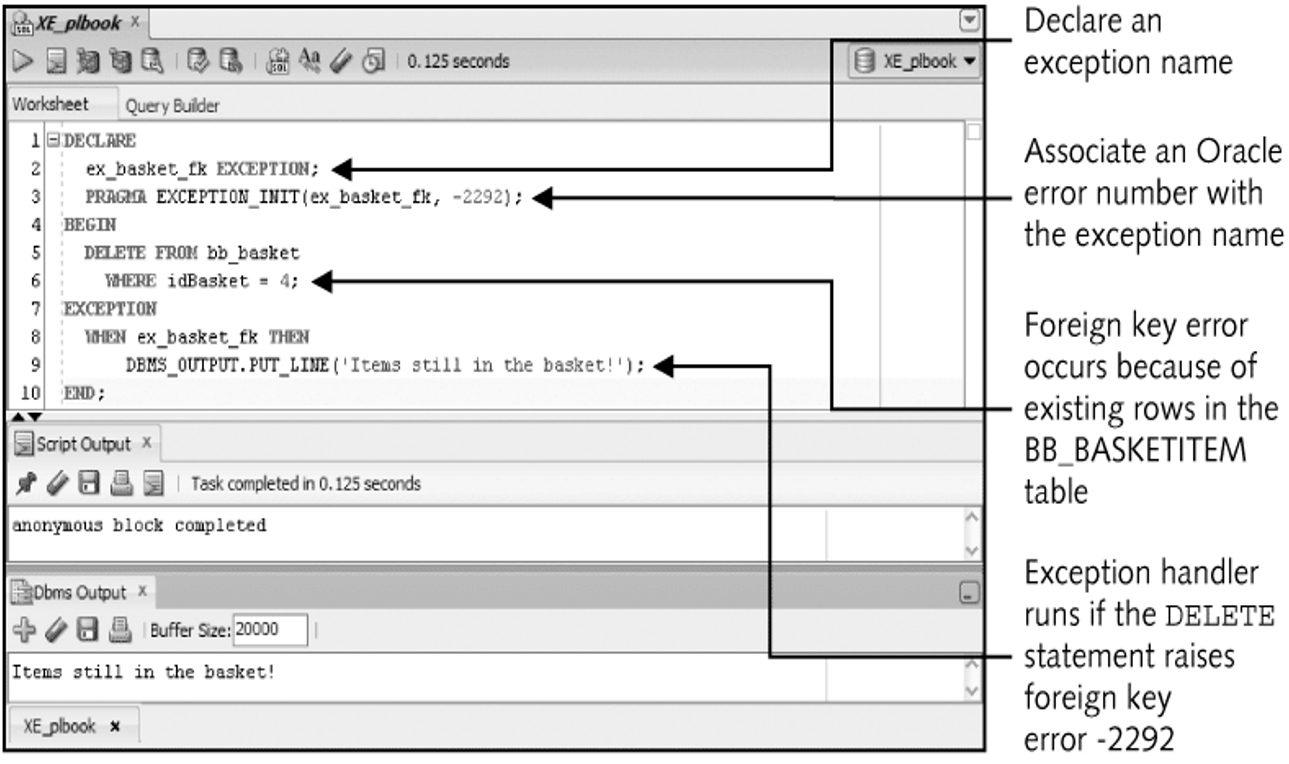 XE_plbook x
0.125 seconds
XE_plbook
Worksheet
Query Builder
1 DECLARE
2 ex_basket_fk EXCEPTION;
3 PRAGMA EXCEPTION_INIT(ex_basket_fk, -2292);
4 BEGIN
5 DELETE FROM bb_basket
6 WHERE idBasket = 4;
7 EXCEPTION
8 WHEN ex_basket_fk THEN
9 DBMS_OUTPUT.PUT_LINE('Items still in the basket!');
10 END;
Script Output x
Task completed in 0.125 seconds
anonymous block completed
Dbms Output x
Buffer Size: 20000
Items still in the basket!
XE_plbook x
Declare an
exception name
Associate an Oracle
error number with
the exception name
Foreign key error
occurs because of
existing rows in the
BB_BASKETITEM
table
Exception handler
runs if the DELETE
statement raises
foreign key
error -2292